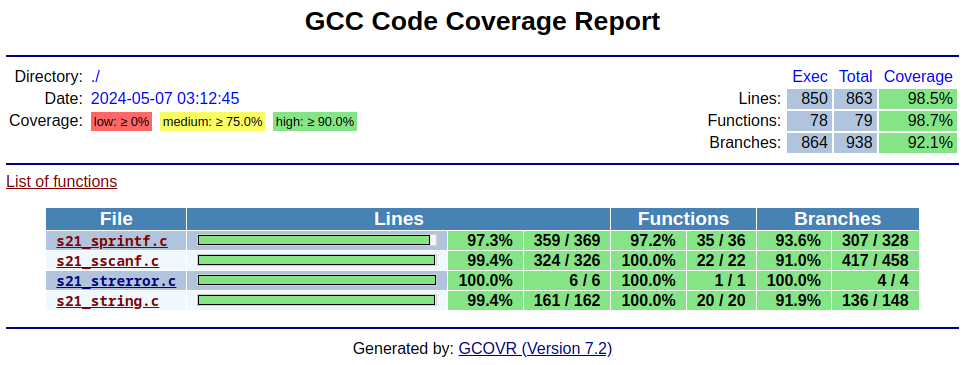 GCC Code Coverage Report
Directory: ./
Date: 2024-05-07 03:12:45
Coverage: low: ≥ 0% medium: ≥ 75.0% high: ≥ 90.0%
Exec Total Coverage
Lines: 850 863 98.5%
Functions: 78 79 98.7%
Branches: 864 938 92.1%
List of functions
File Lines Functions Branches
s21_sprintf.c 97.3% 359 / 369 97.2% 35 / 36 93.6% 307 / 328
s21_sscanf.c 99.4% 324 / 326 100.0% 22 / 22 91.0% 417 / 458
s21_strerror.c 100.0% 6 / 6 100.0% 1 / 1 100.0% 4 / 4
s21_string.c 99.4% 161 / 162 100.0% 20 / 20 91.9% 136 / 148
Generated by: GCOVR (Version 7.2)